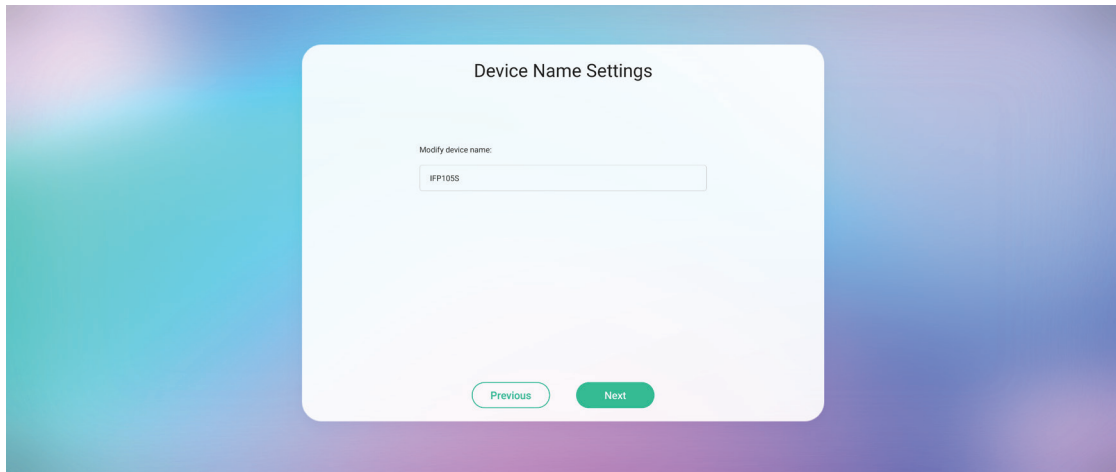 Device Name Settings
Modify device name:
IFP105S
Previous
Next